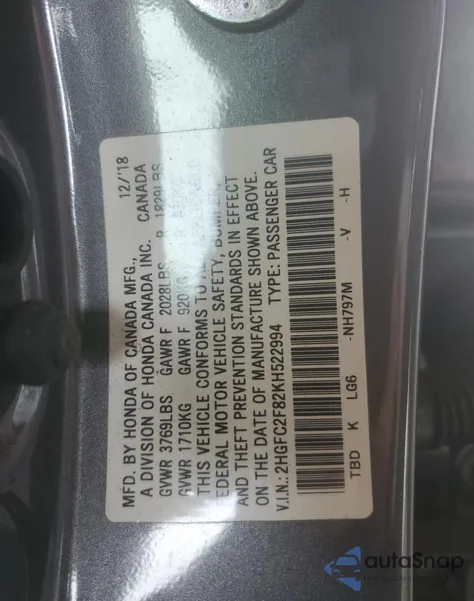 MFD. BY HONDA OF CANADA MFG., 12/'18
A DIVISION OF HONDA CANADA INC. CANADA
GVWR 3769LBS GAWR F 2028LBS R 1829LBS
GVWR 1710KG GAWR F 920KG
THIS VEHICLE CONFORMS TO
FEDERAL MOTOR VEHICLE SAFETY, BUMPER,
AND THEFT PREVENTION STANDARDS IN EFFECT
ON THE DATE OF MANUFACTURE SHOWN ABOVE.
V.I.N.: 2HGFC2F82KH522994 TYPE: PASSENGER CAR
TBD K LG6 -NH797M -V -H
autoSnap